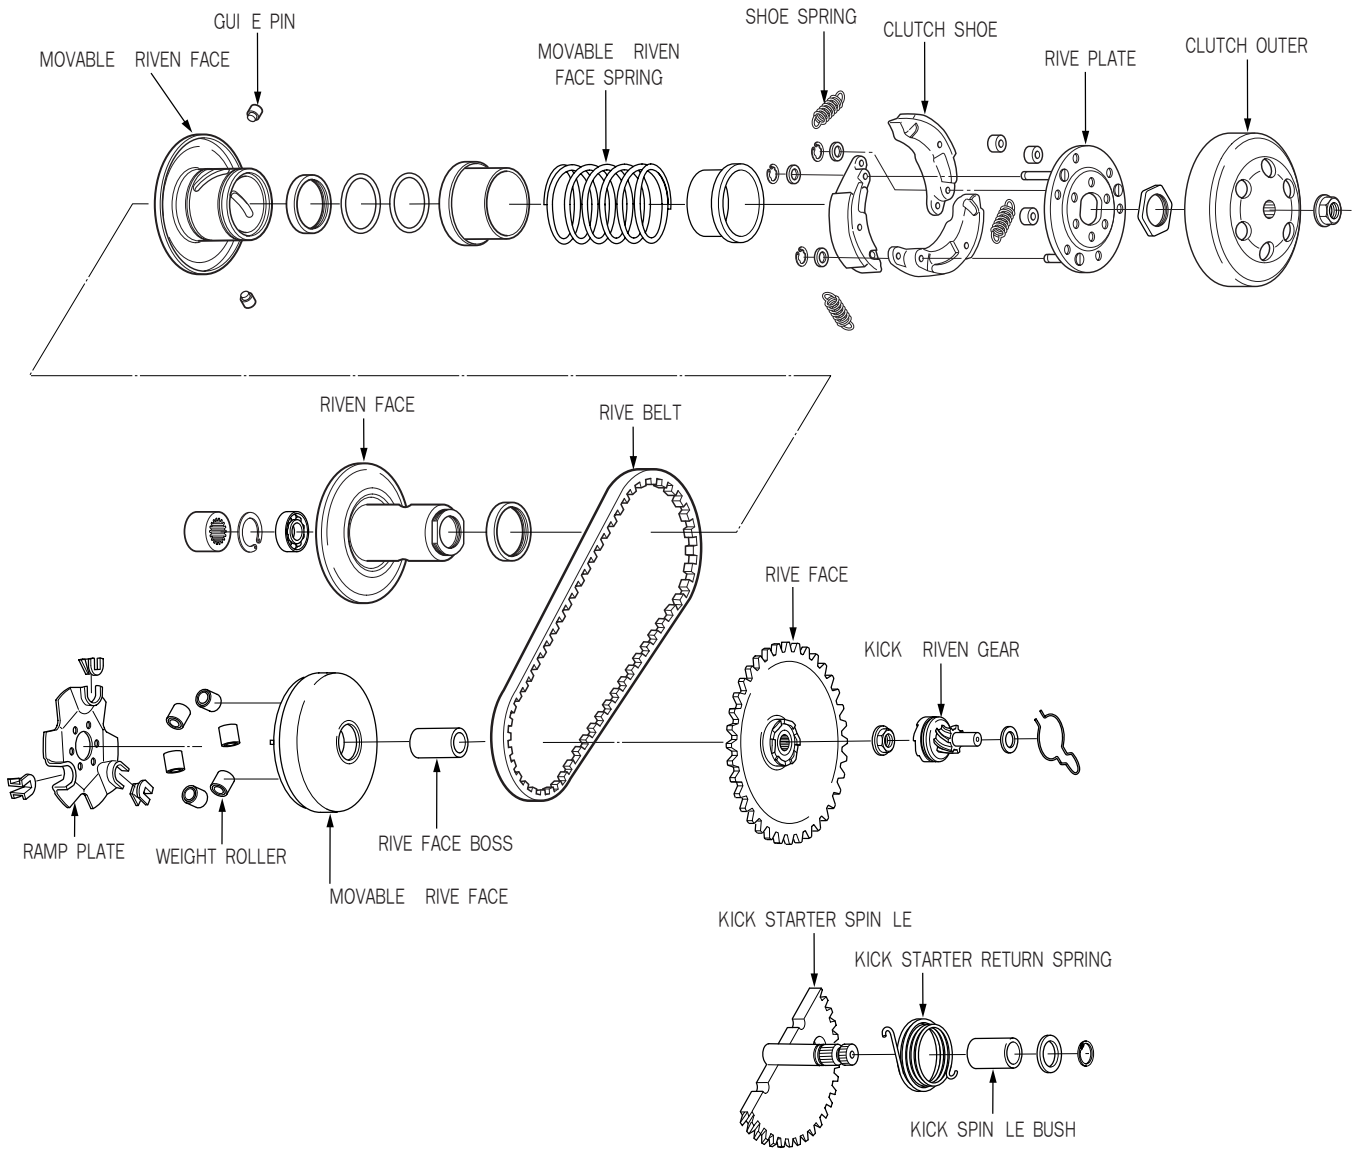 SHOE SPRING
GUI E PIN
CLUTCH SHOE
CLUTCH OUTER
MOVABLE RIVEN
FACE SPRING
MOVABLE RIVEN FACE
RIVE PLATE
RIVEN FACE
RIVE BELT
RIVE FACE
KICK RIVEN GEAR
RIVE FACE BOSS
RAMP PLATE
WEIGHT ROLLER
MOVABLE RIVE FACE
KICK STARTER SPIN LE
KICK STARTER RETURN SPRING
KICK SPIN LE BUSH